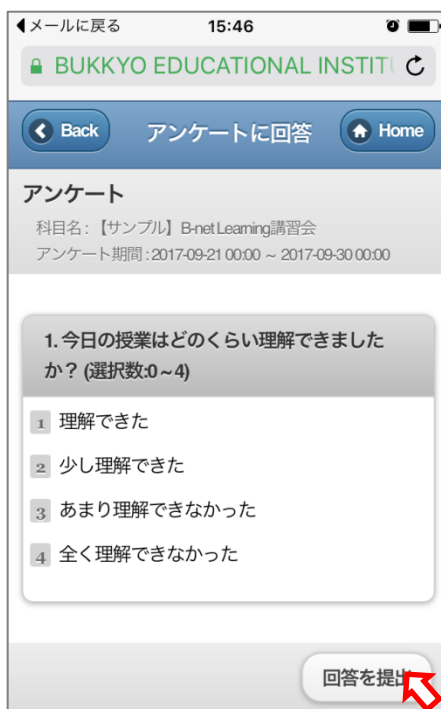 メールに戻る 15:46
BUKKYO EDUCATIONAL INSTIT
Back アンケートに回答 Home
アンケート
科目名:【サンプル】B-net Learning講習会
アンケート期間:2017-09-21 00:00 ~ 2017-09-30 00:00
1. 今日の授業はどのくらい理解できました
か? (選択数:0~4)
1 理解できた
2 少し理解できた
3 あまり理解できなかった
4 全く理解できなかった
回答を提出